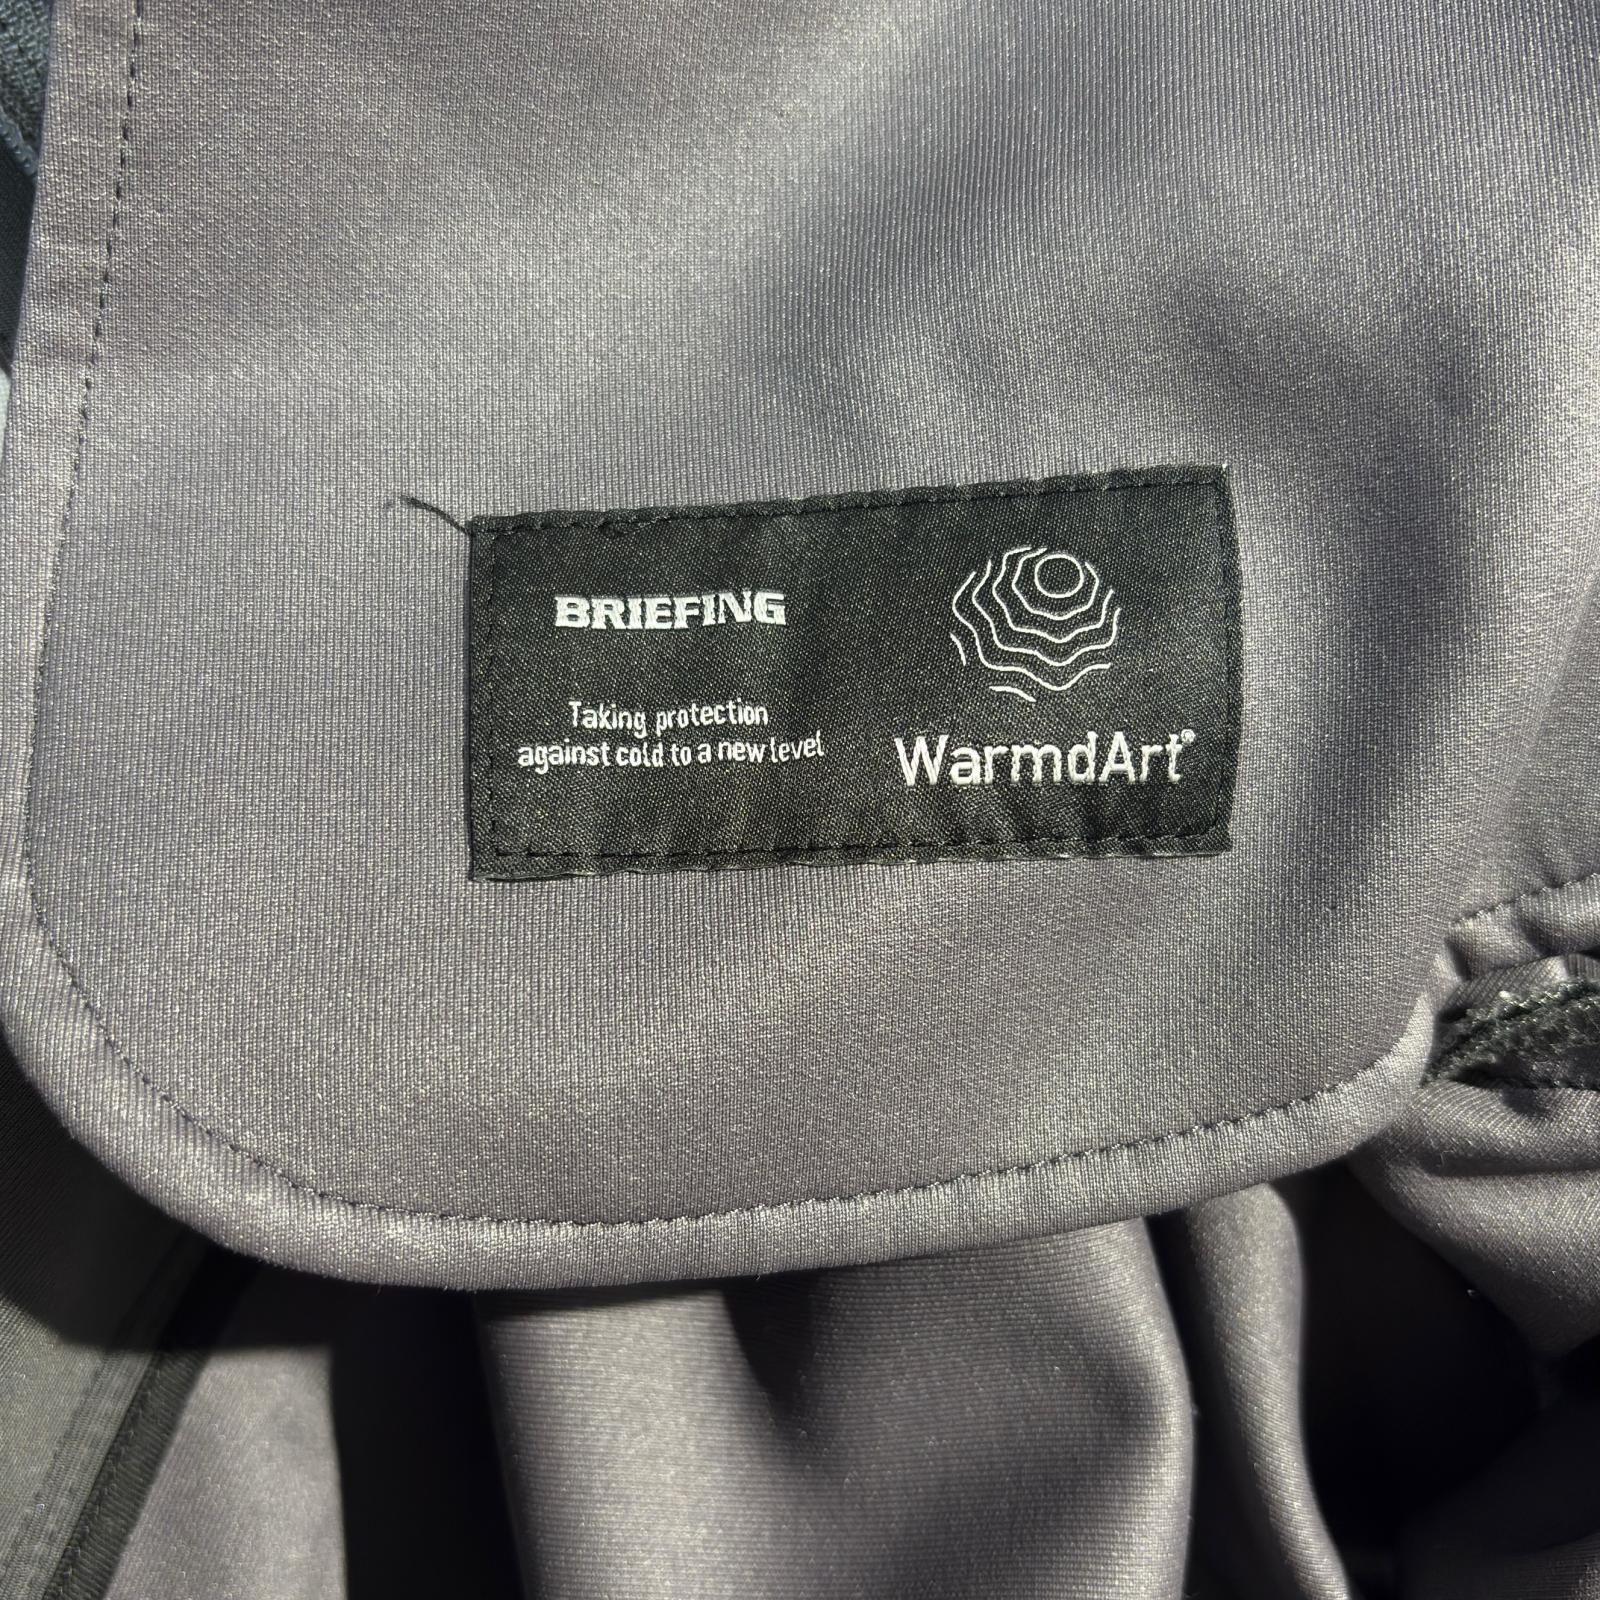 BRIEFING
Taking protection
against cold to a new level
WarmdArt®